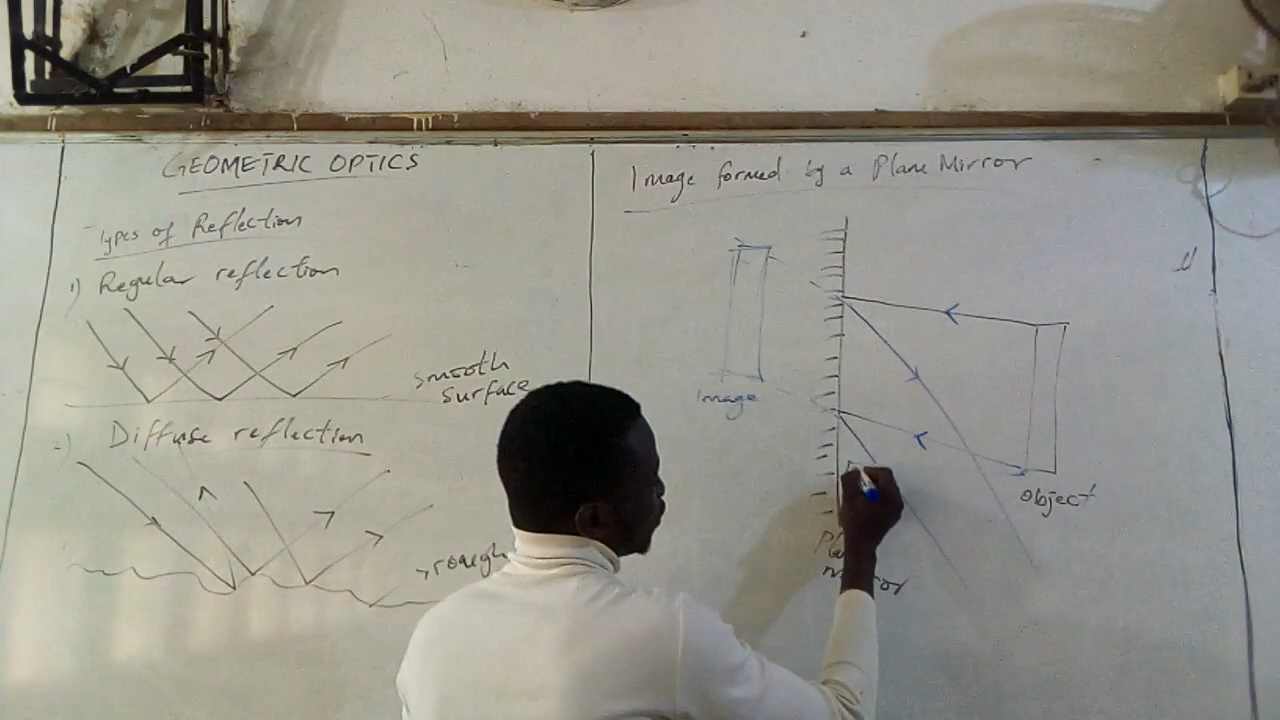 GEOMETRIC OPTICS
Types of Reflection
1) Regular reflection
smooth
surface
2) Diffuse reflection
rough
Image formed by a Plane Mirror
Image
Object